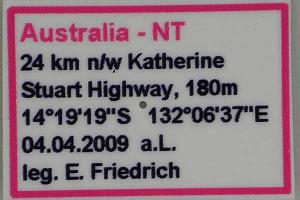 Australia - NT
24 km n/w Katherine
Stuart Highway, 180m
14°19'19"S 132°06'37"E
04.04.2009 a.L.
leg. E. Friedrich